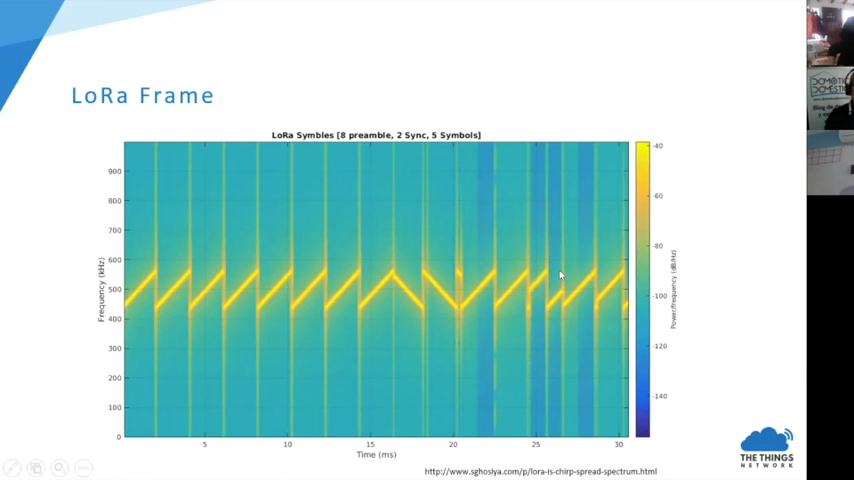 LoRa Frame
LoRa Symbles [8 preamble, 2 Sync, 5 Symbols]
900
800
700
600
500
400
300
200
100
0
Frequency (kHz)
5
10
15
20
25
30
Time (ms)
-40
-60
-80
-100
-120
-140
Power/frequency (dB/Hz)
THE THINGS
NETWORK
http://www.sghosiya.com/p/lora-is-chirp-spread-spectrum.html